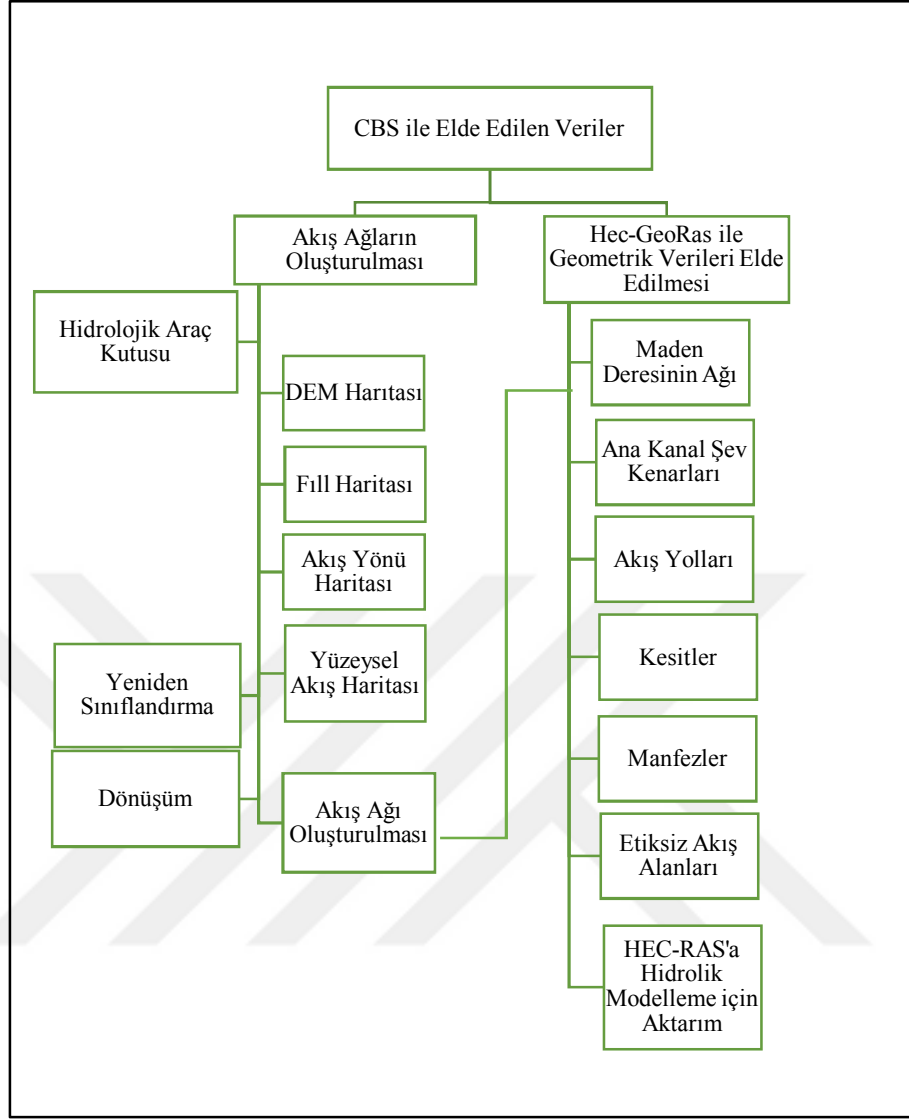 CBS ile Elde Edilen Veriler
Akış Ağların
Oluşturulması
Hidrolojik Araç
Kutusu
DEM Harıtası
Fıll Haritası
Akış Yönü
Haritası
Yüzeysel
Akış Haritası
Yeniden
Sınıflandırma
Dönüşüm
Akış Ağı
Oluşturulması
Hec-GeoRas ile
Geometrik Verileri Elde
Edilmesi
Maden
Deresinin Ağı
Ana Kanal Şev
Kenarları
Akış Yolları
Kesitler
Manfezler
Etiksiz Akış
Alanları
HEC-RAS'a
Hidrolik
Modelleme için
Aktarım